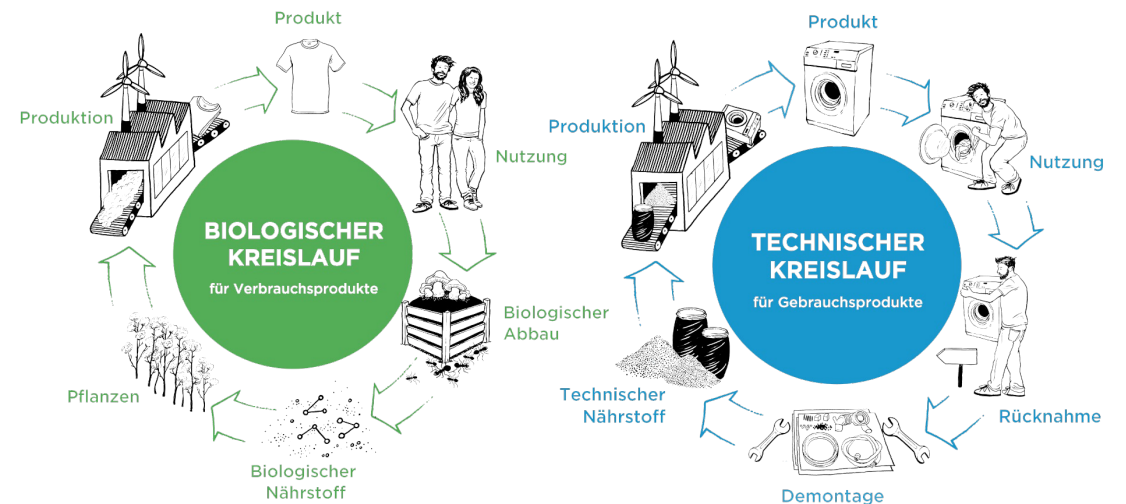 Produkt
Produktion
Nutzung
BIOLOGISCHER
KREISLAUF
für Verbrauchsprodukte
Biologischer
Abbau
Pflanzen
Biologischer
Nährstoff
Produkt
Produktion
Nutzung
TECHNISCHER
KREISLAUF
für Gebrauchsprodukte
Technischer
Nährstoff
Rücknahme
Demontage